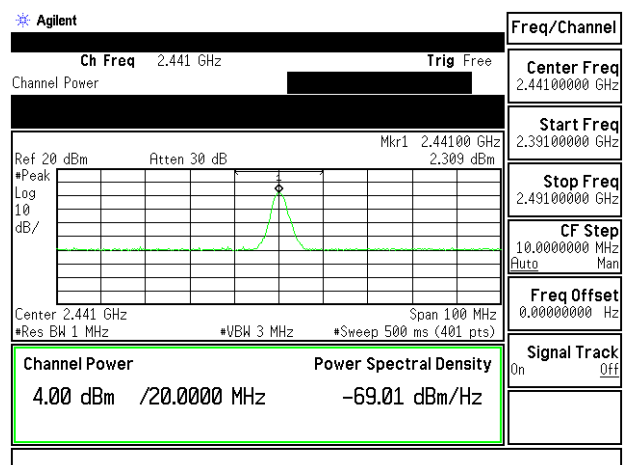 Agilent
Freq/Channel
Ch Freq 2.441 GHz Trig Free
Channel Power
Center Freq
2.44100000 GHz
Start Freq
2.39100000 GHz
Stop Freq
2.49100000 GHz
CF Step
10.0000000 MHz
Auto Man
Freq Offset
0.00000000 Hz
Signal Track
On Off
Mkr1 2.44100 GHz
Ref 20 dBm Atten 30 dB 2.309 dBm
#Peak
Log
10
dB/
1
Center 2.441 GHz Span 100 MHz
#Res BW 1 MHz #VBW 3 MHz #Sweep 500 ms (401 pts)
Channel Power Power Spectral Density
4.00 dBm /20.0000 MHz -69.01 dBm/Hz